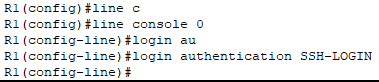 R1(config)#line c
R1(config)#line console 0
R1(config-line)#login au
R1(config-line)#login authentication SSH-LOGIN
R1(config-line)#